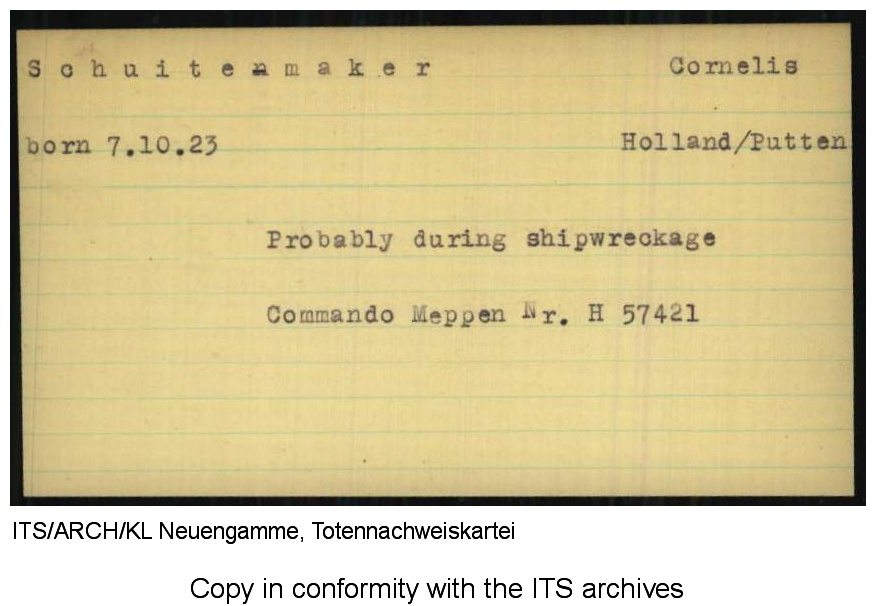 Schuitenmaker Cornelis
born 7.10.23 Holland/Putten
Probably during shipwreckage
Commando Meppen Nr. H 57421
ITS/ARCH/KL Neuengamme, Totennachweiskartei
Copy in conformity with the ITS archives